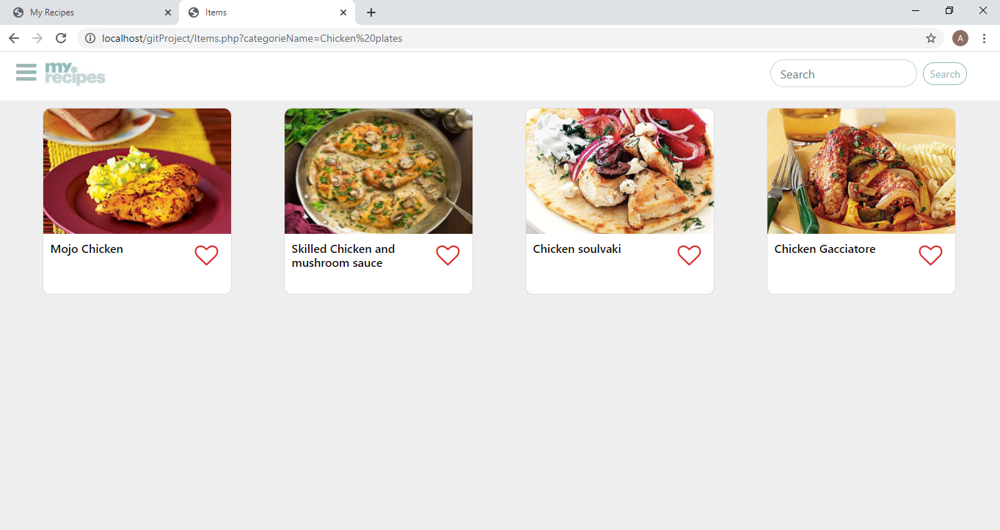 My Recipes
Items
localhost/gitProject/Items.php?categorieName=Chicken%20plates
A
my.
recipes
Search
Search
Mojo Chicken
Skilled Chicken and
mushroom sauce
Chicken soulvaki
Chicken Gacciatore